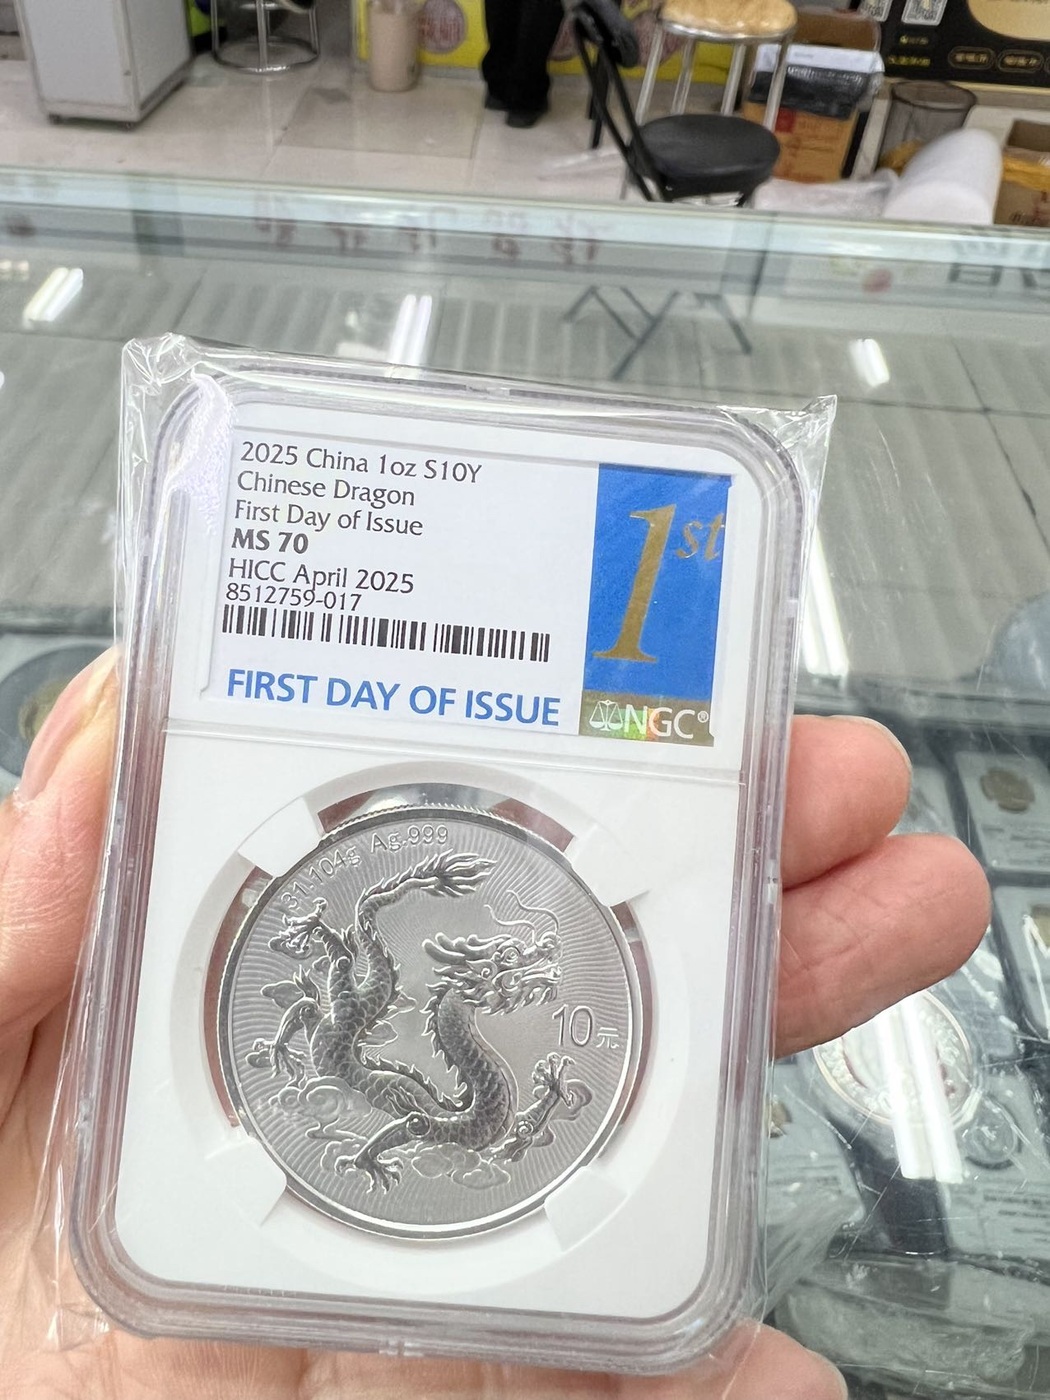 2025 China 1oz S10Y
Chinese Dragon
First Day of Issue
MS 70
HICC April 2025
8512759-017
FIRST DAY OF ISSUE
1st
NGC®
31.104g Ag.999
10元